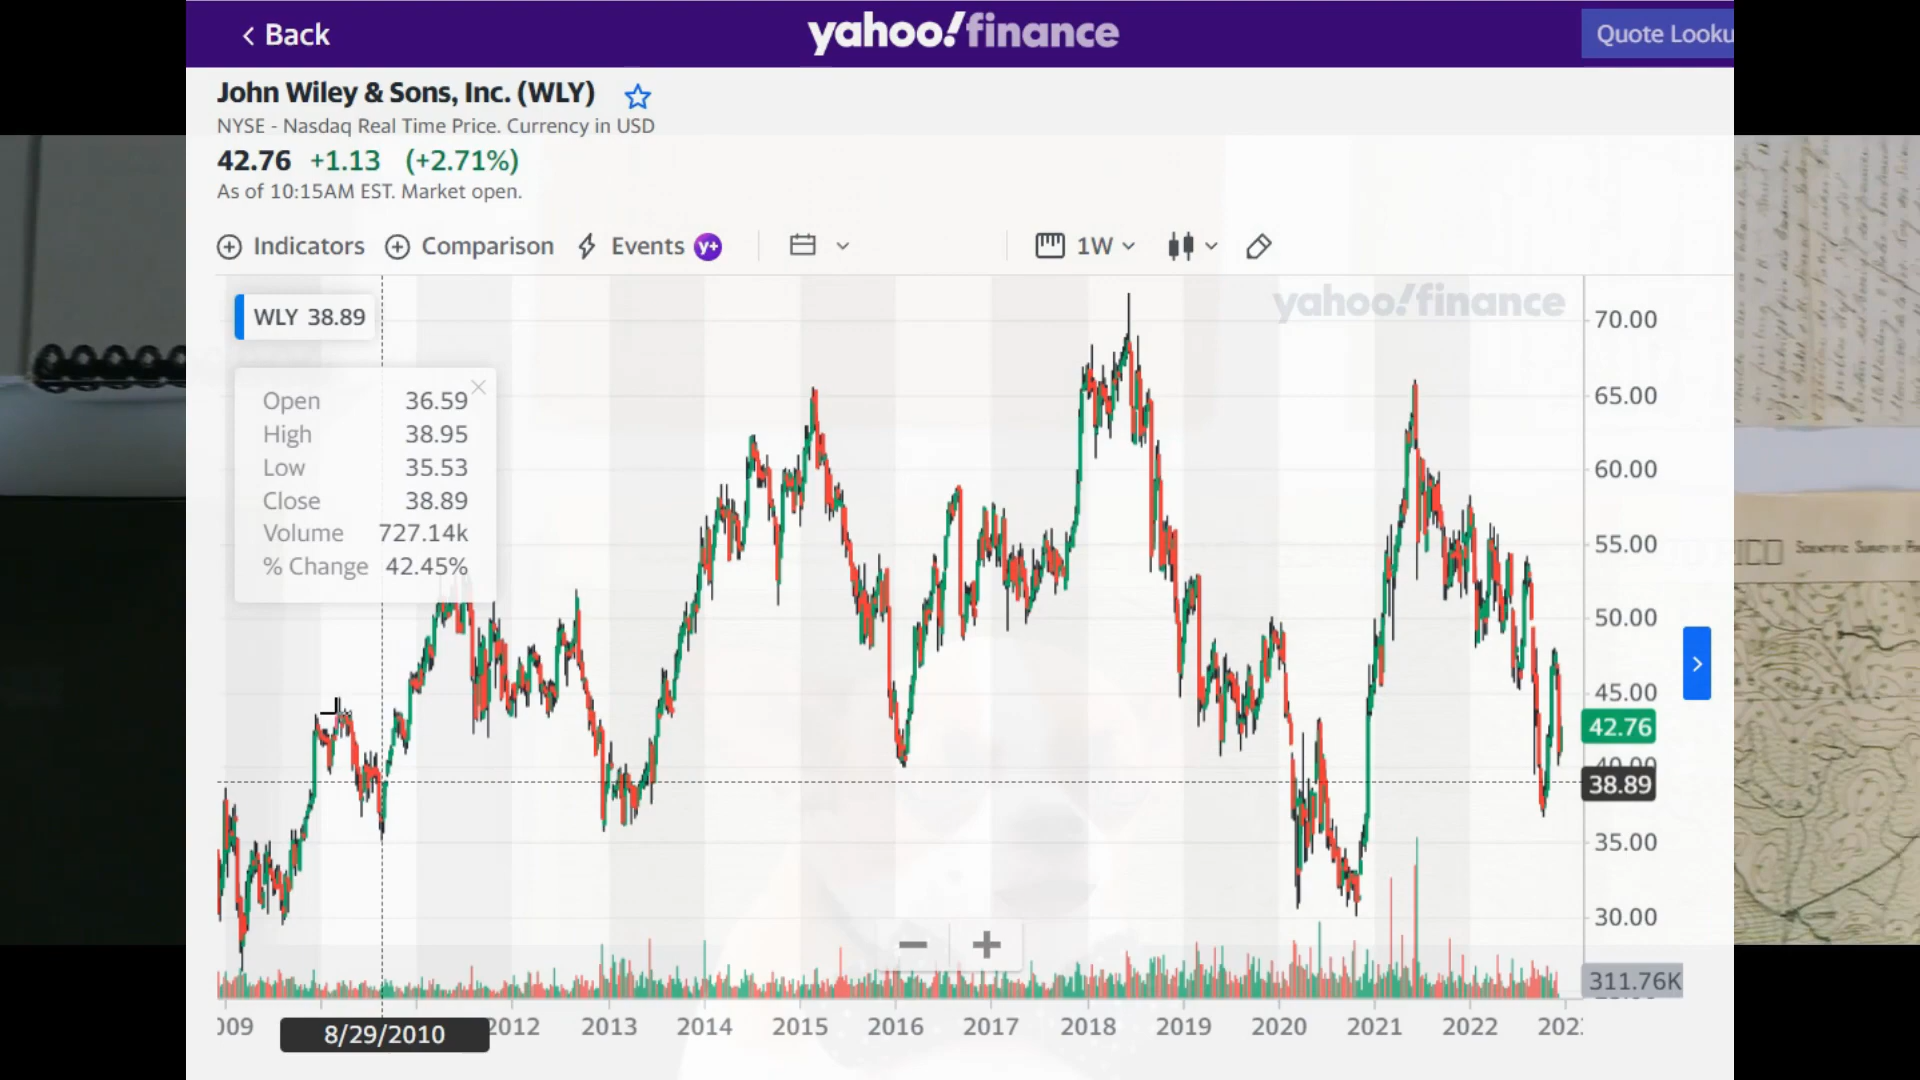 Back
yahoo!finance
Quote Looku
John Wiley & Sons, Inc. (WLY)
NYSE - Nasdaq Real Time Price. Currency in USD
42.76 +1.13 (+2.71%)
As of 10:15AM EST. Market open.
Indicators Comparison Events y+ 1W
WLY 38.89
yahoo!finance
Open 36.59
High 38.95
Low 35.53
Close 38.89
Volume 727.14k
% Change 42.45%
70.00
65.00
60.00
55.00
50.00
45.00
42.76
40.00
38.89
35.00
30.00
311.76K
009 8/29/2010 2012 2013 2014 2015 2016 2017 2018 2019 2020 2021 2022 202